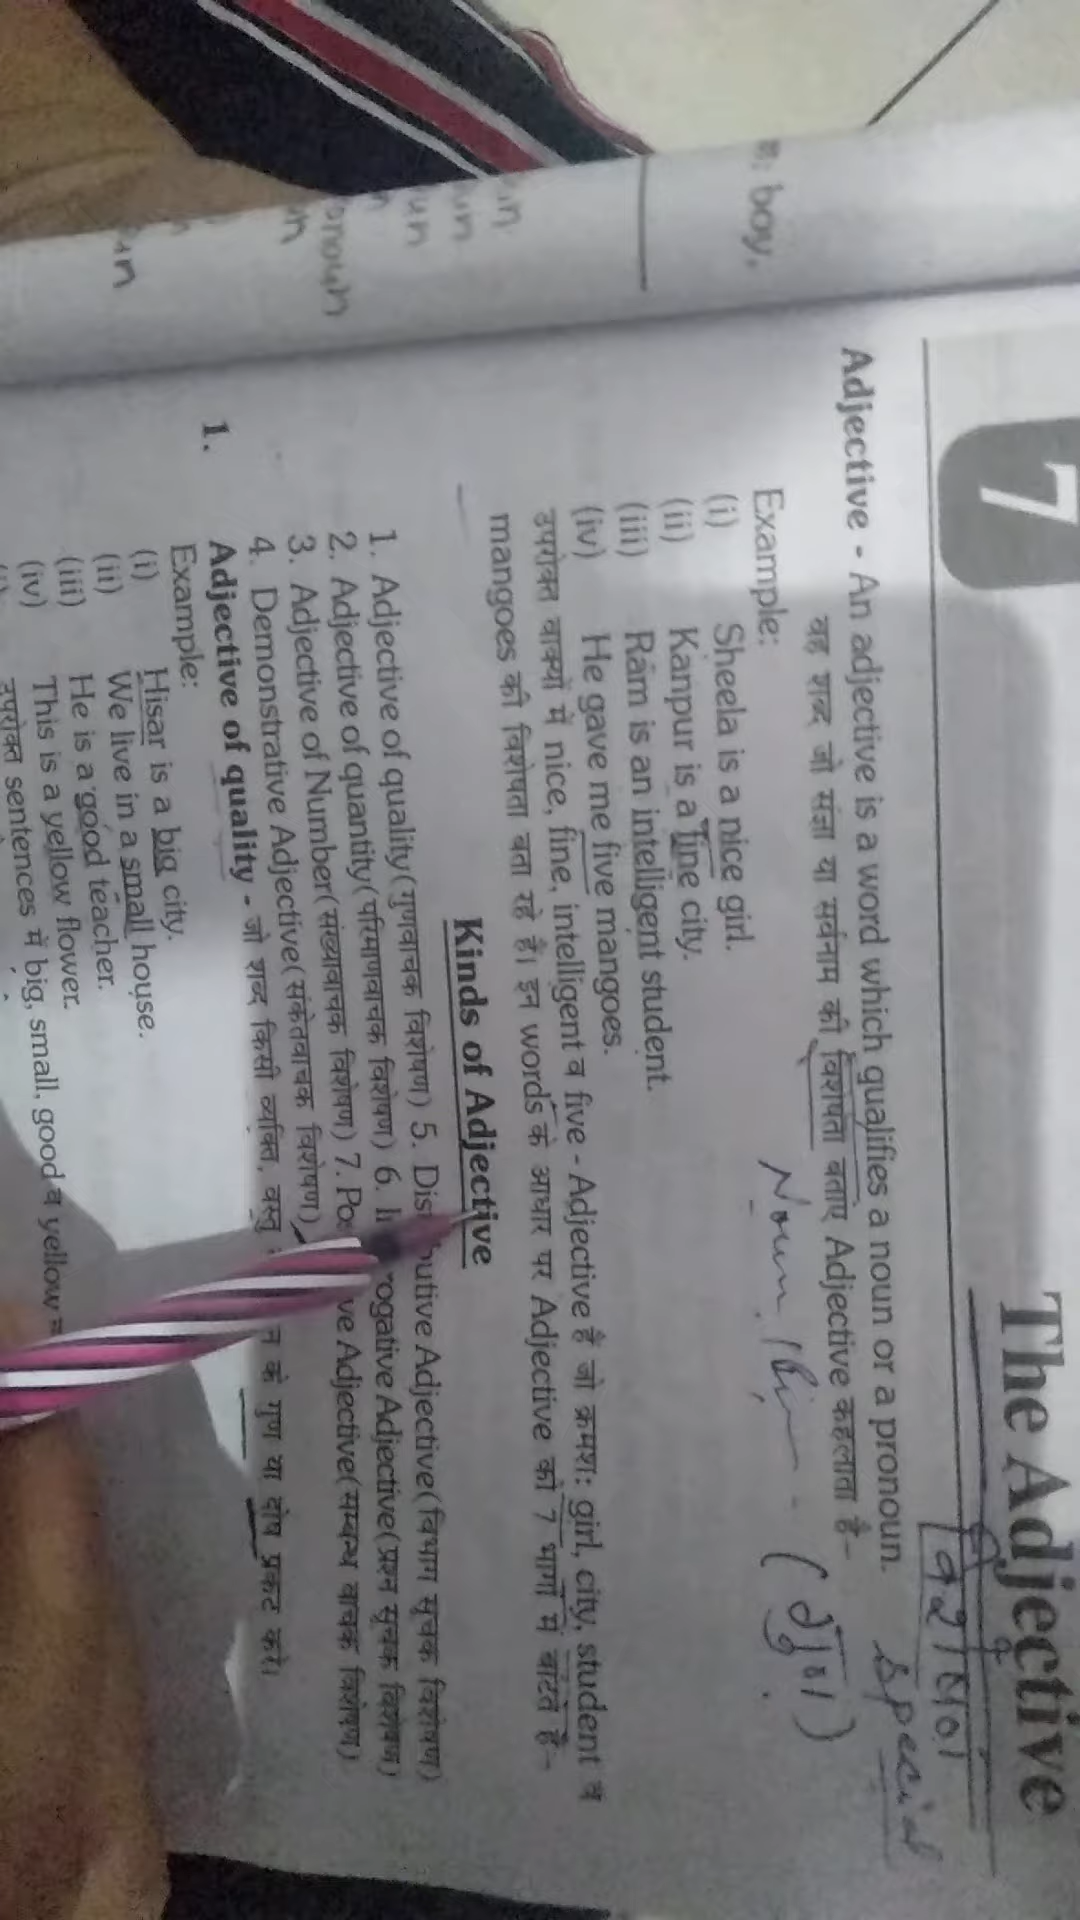 7
The Adjective
विशेषण
special
Adjective - An adjective is a word which qualifies a noun or a pronoun.
वह शब्द जो संज्ञा या सर्वनाम की विशेषता बताए Adjective कहलाता है-
Noun (गुण)
Example:
(i) Sheela is a nice girl.
(ii) Kanpur is a fine city.
(iii) Ram is an intelligent student.
(iv) He gave me five mangoes.
उपरोक्त वाक्यों में nice, fine, intelligent व five - Adjective है जो क्रमश: girl, city, student व
mangoes की विशेषता बता रहे हैं। इन words के आधार पर Adjective को 7 भागों में बांटते हैं-
Kinds of Adjective
1. Adjective of quality(गुणवाचक विशेषण) 5. Dis butive Adjective(विभाग सूचक विशेषण)
2. Adjective of quantity(परिमाणवाचक विशेषण) 6. rogative Adjective(प्रश्न सूचक विशेषण)
3. Adjective of Number(संख्यावाचक विशेषण) 7. Po ve Adjective(सम्बन्ध वाचक विशेषण)
4. Demonstrative Adjective(संकेतवाचक विशेषण)
1. Adjective of quality - जो शब्द किसी व्यक्ति, वस्तु के गुण या दोष प्रकट करे।
Example:
(i) Hisar is a big city.
(ii) We live in a small house.
(iii) He is a good teacher.
(iv) This is a yellow flower.
उपरोक्त sentences में big, small, good व yellow
boy,
un
un
un
pronoun
un
un